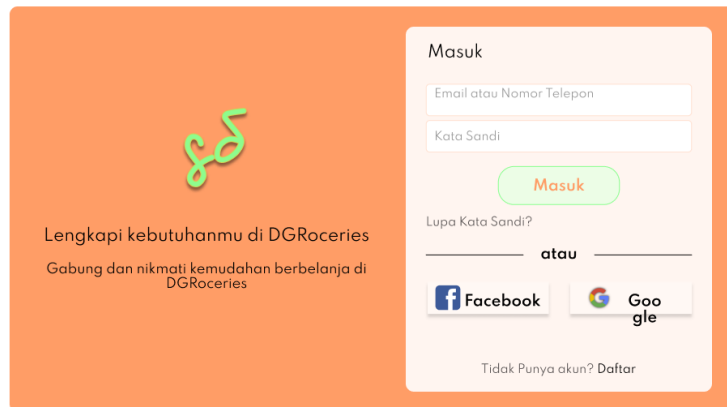 Lengkapi kebutuhanmu di DGRoceries
Gabung dan nikmati kemudahan berbelanja di
DGRoceries
Masuk
Email atau Nomor Telepon
Kata Sandi
Masuk
Lupa Kata Sandi?
atau
Facebook
Goo
gle
Tidak Punya akun? Daftar